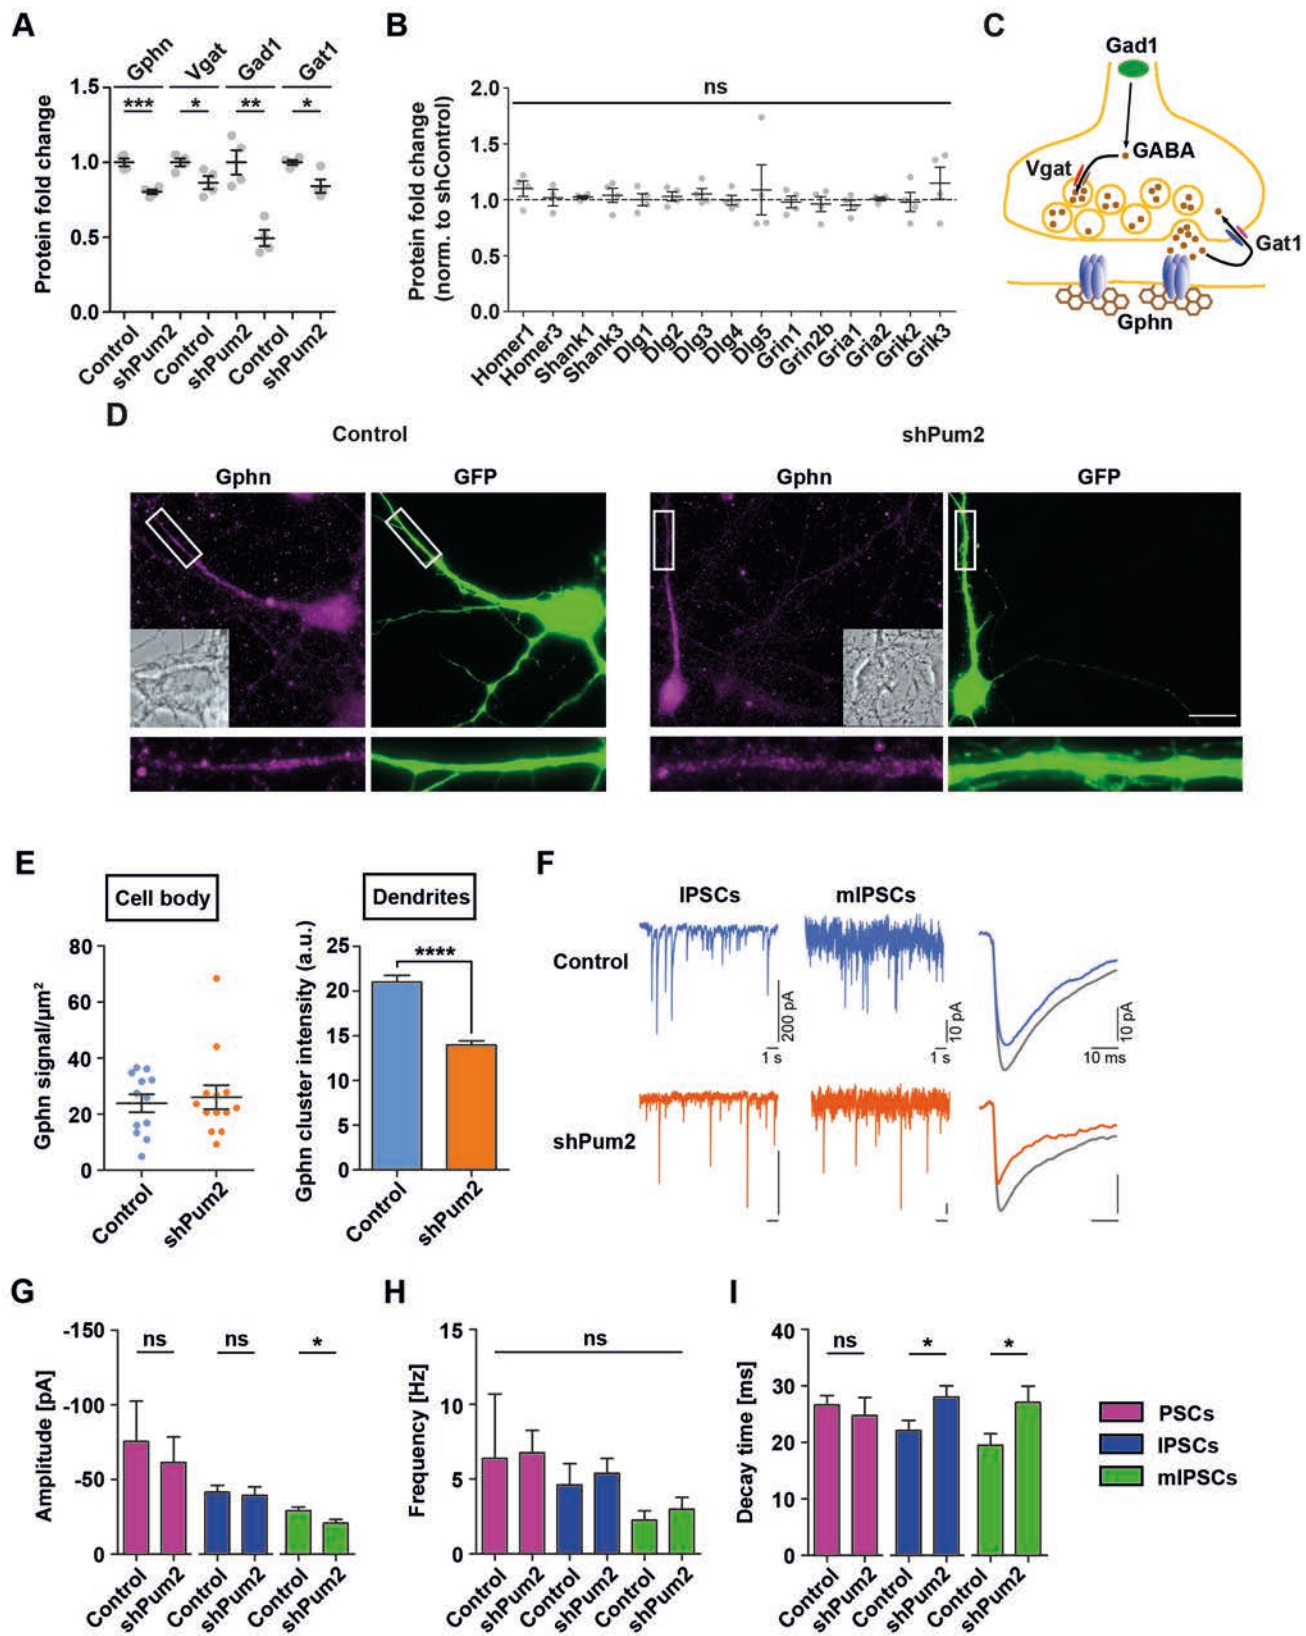 A
Gphn
Vgat
Gad1
Gat1
Protein fold change
1.5
1.0
0.5
0.0
***
*
**
*
Control
shPum2
Control
shPum2
Control
shPum2
B
Protein fold change
(norm. to shControl)
2.0
1.5
1.0
0.5
0.0
ns
Homer1
Homer3
Shank1
Shank3
Dlg1
Dlg2
Dlg3
Dlg4
Dlg5
Grin1
Grin2b
Gria1
Gria2
Grik2
Grik3
C
Gad1
GABA
Vgat
Gat1
Gphn
D
Control
shPum2
Gphn
GFP
Gphn
GFP
E
Cell body
Gphn signal/µm²
80
60
40
20
0
Control
shPum2
Dendrites
Gphn cluster intensity (a.u.)
25
20
15
10
5
0
****
Control
shPum2
F
IPSCs
mIPSCs
Control
200 pA
1 s
10 pA
1 s
10 pA
10 ms
shPum2
G
Amplitude [pA]
-150
-100
-50
0
ns
ns
*
Control
shPum2
Control
shPum2
Control
shPum2
H
Frequency [Hz]
15
10
5
0
ns
Control
shPum2
Control
shPum2
Control
shPum2
I
Decay time [ms]
40
30
20
10
0
ns
*
*
Control
shPum2
Control
shPum2
Control
shPum2
PSCs
IPSCs
mIPSCs